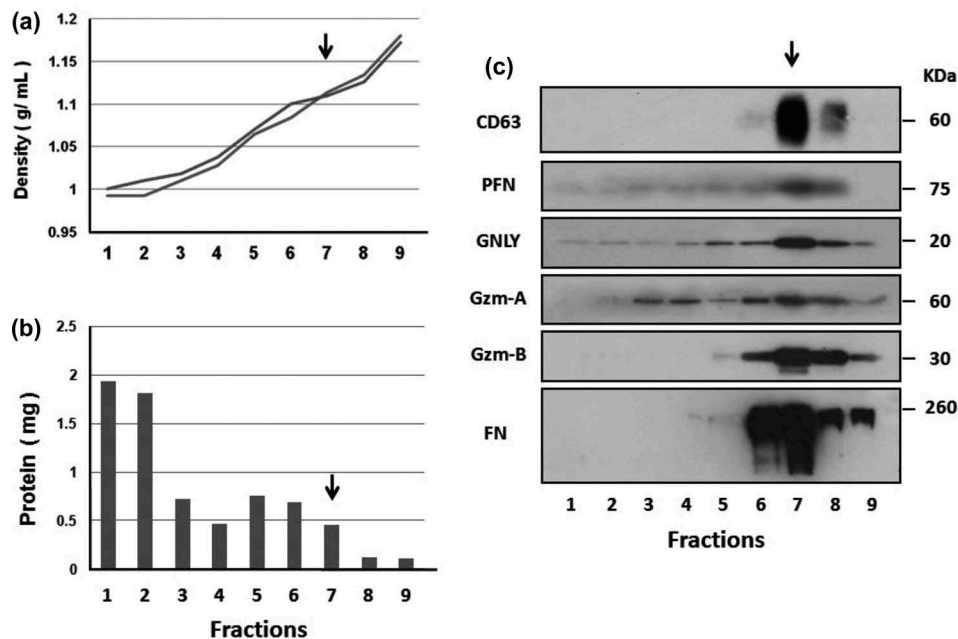 (a)
Density ( g/ mL )
1.2
1.15
1.1
1.05
1
0.95
1 2 3 4 5 6 7 8 9
(b)
Protein ( mg )
2.5
2
1.5
1
0.5
0
1 2 3 4 5 6 7 8 9
Fractions
(c)
KDa
CD63 60
PFN 75
GNLY 20
Gzm-A 60
Gzm-B 30
FN 260
1 2 3 4 5 6 7 8 9
Fractions